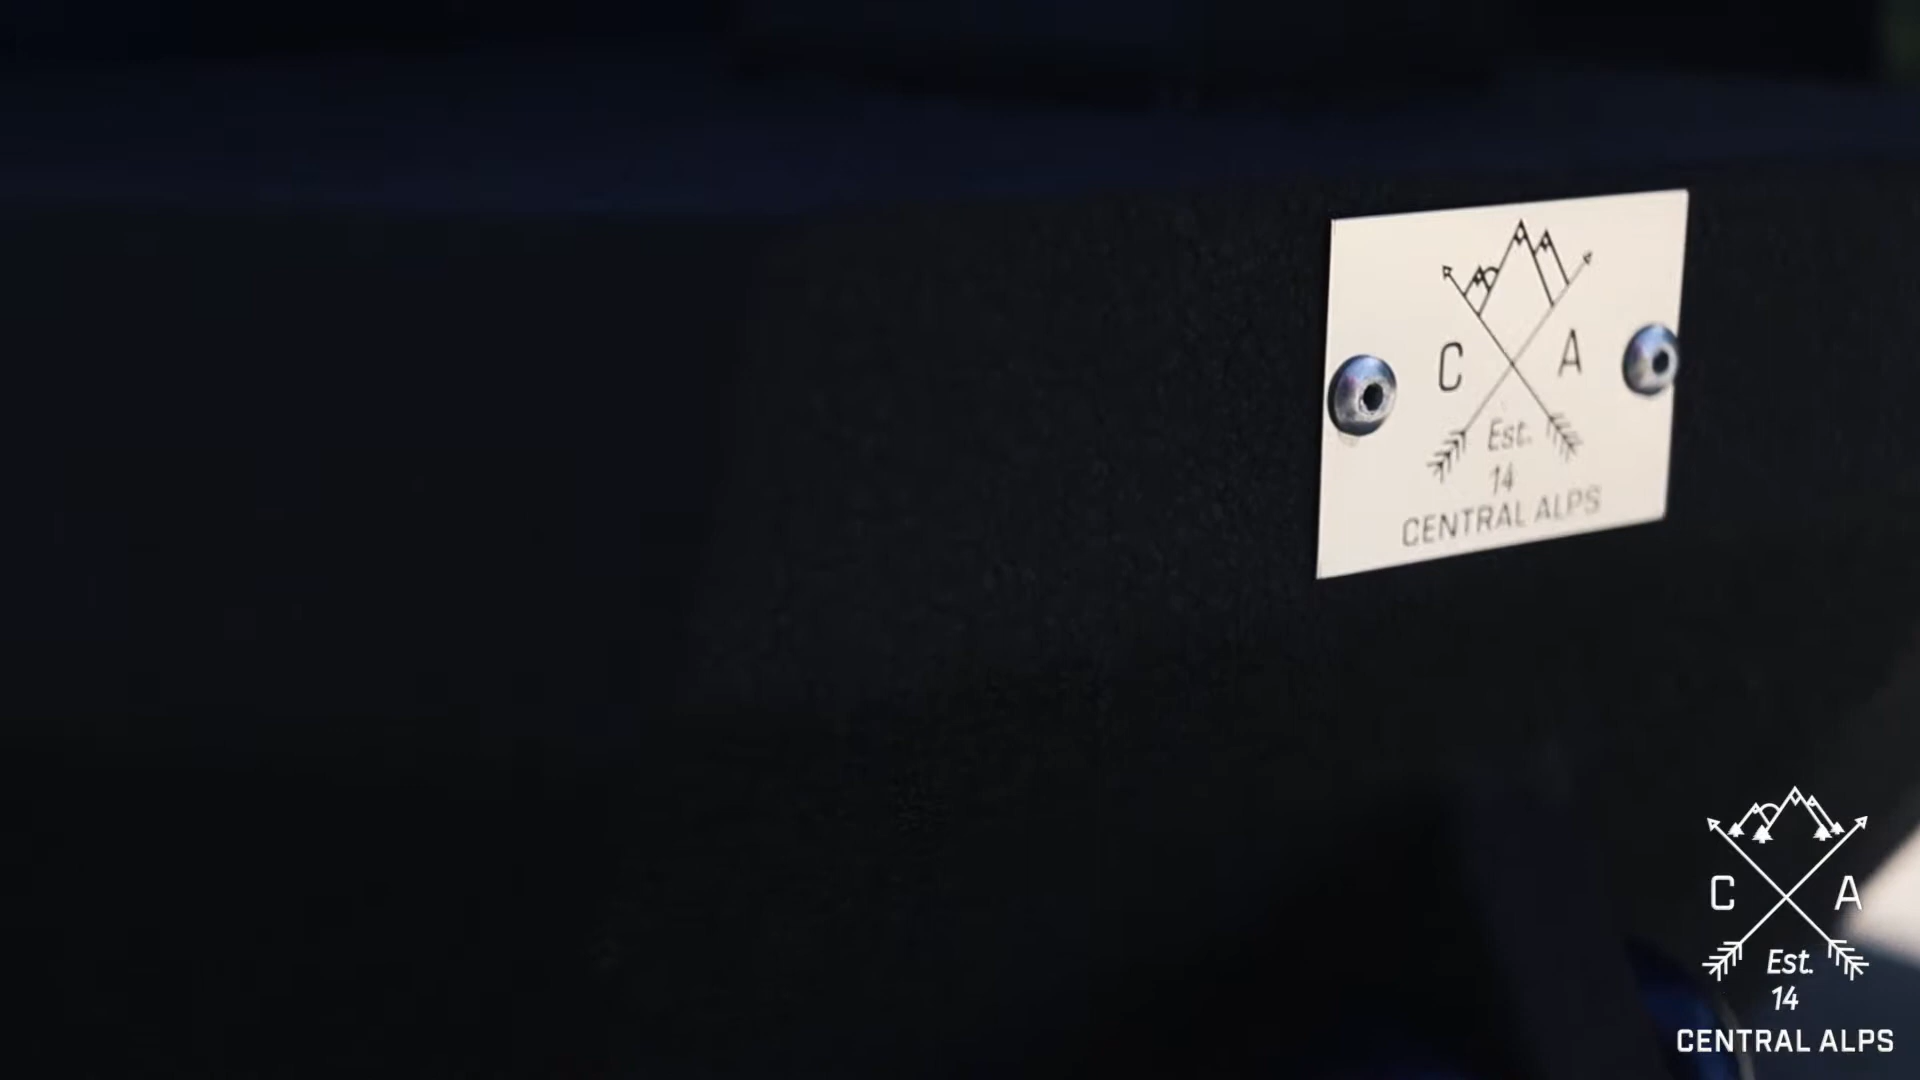 C A
Est.
14
CENTRAL ALPS
C A
Est.
14
CENTRAL ALPS